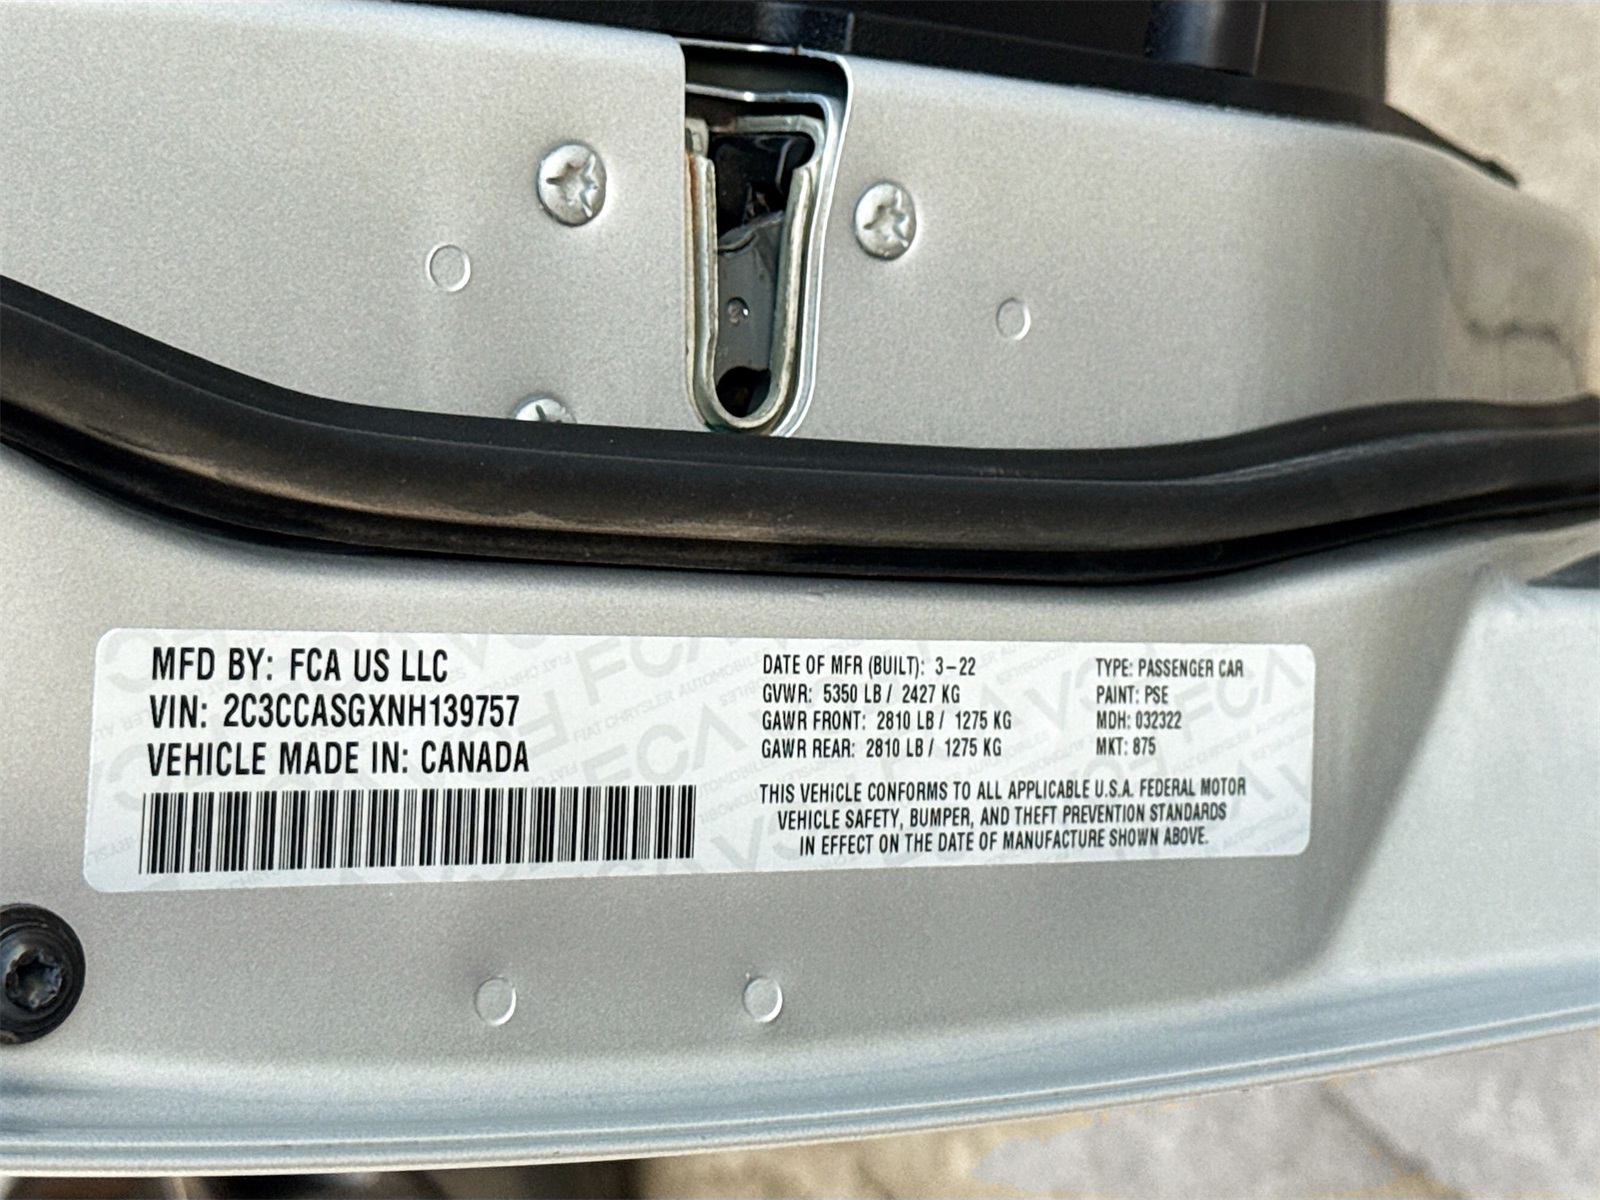 MFD BY: FCA US LLC
VIN: 2C3CCASGXNH139757
VEHICLE MADE IN: CANADA
DATE OF MFR (BUILT): 3-22
GVWR: 5350 LB / 2427 KG
GAWR FRONT: 2810 LB / 1275 KG
GAWR REAR: 2810 LB / 1275 KG
TYPE: PASSENGER CAR
PAINT: PSE
MDH: 032322
MKT: 875
THIS VEHICLE CONFORMS TO ALL APPLICABLE U.S.A. FEDERAL MOTOR
VEHICLE SAFETY, BUMPER, AND THEFT PREVENTION STANDARDS
IN EFFECT ON THE DATE OF MANUFACTURE SHOWN ABOVE.